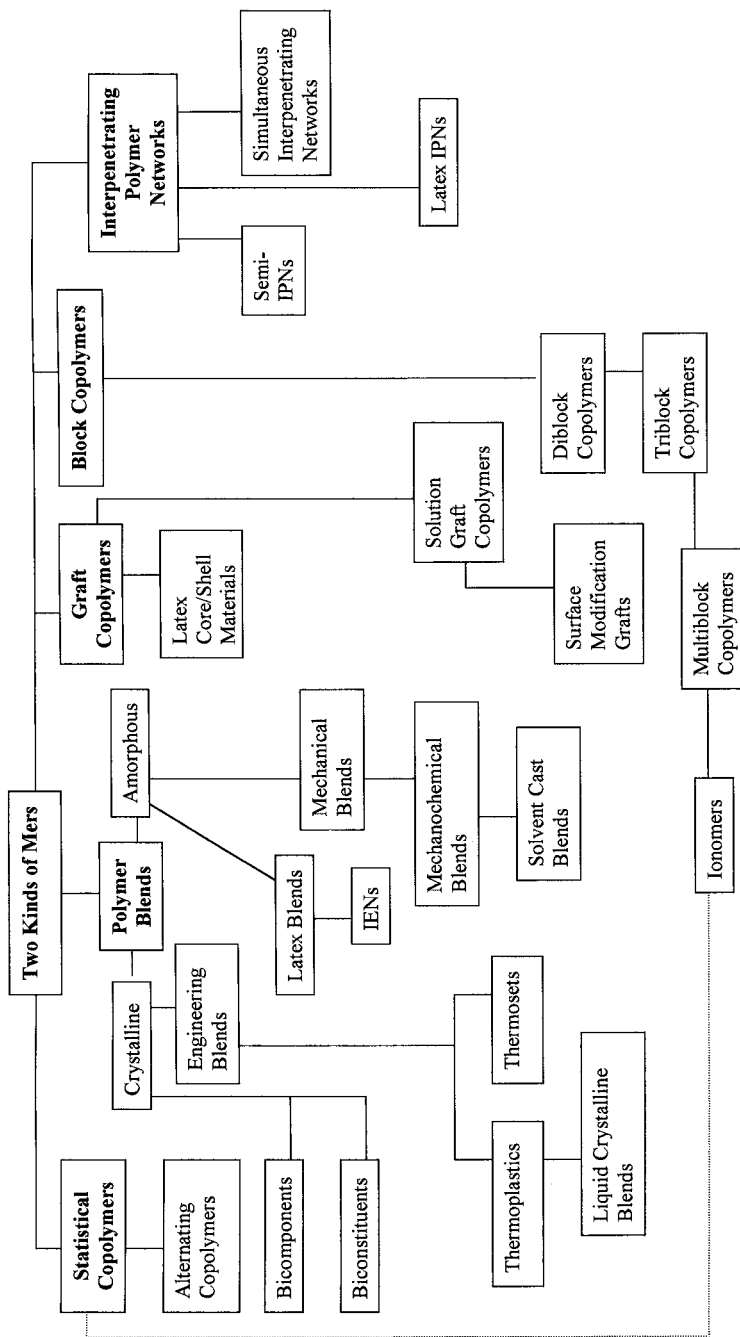 Two Kinds of Mers
Statistical
Copolymers
Polymer
Blends
Graft
Copolymers
Block Copolymers
Interpenetrating
Polymer
Networks
Alternating
Copolymers
Crystalline
Amorphous
Latex
Core/Shell
Materials
Engineering
Blends
Bicomponents
Biconstituents
Latex Blends
IENs
Mechanical
Blends
Mechanochemical
Blends
Solvent Cast
Blends
Semi-
IPNs
Simultaneous
Interpenetrating
Networks
Latex IPNs
Solution
Graft
Copolymers
Surface
Modification
Grafts
Thermoplastics
Thermosets
Liquid Crystalline
Blends
Diblock
Copolymers
Triblock
Copolymers
Multiblock
Copolymers
Ionomers